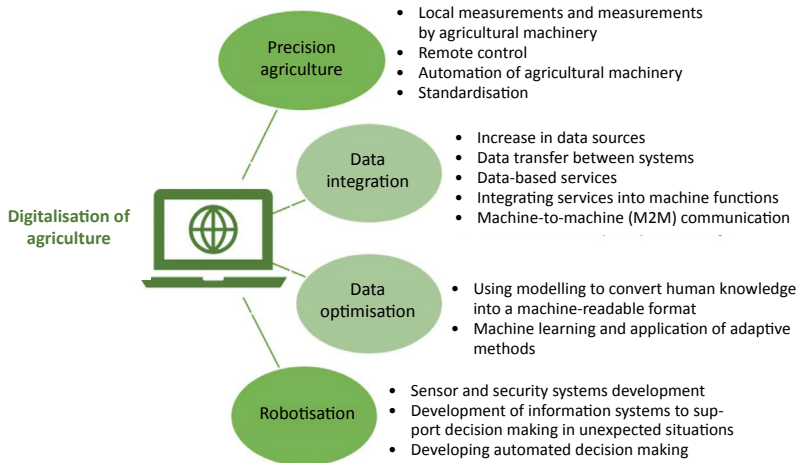 Digitalisation of
agriculture
Precision
agriculture
• Local measurements and measurements
by agricultural machinery
• Remote control
• Automation of agricultural machinery
• Standardisation
Data
integration
• Increase in data sources
• Data transfer between systems
• Data-based services
• Integrating services into machine functions
• Machine-to-machine (M2M) communication
Data
optimisation
• Using modelling to convert human knowledge
into a machine-readable format
• Machine learning and application of adaptive
methods
Robotisation
• Sensor and security systems development
• Development of information systems to sup-
port decision making in unexpected situations
• Developing automated decision making